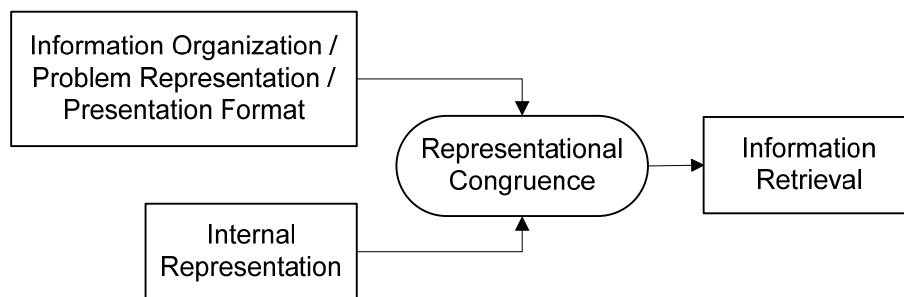 Information Organization /
Problem Representation /
Presentation Format
Representational
Congruence
Information
Retrieval
Internal
Representation